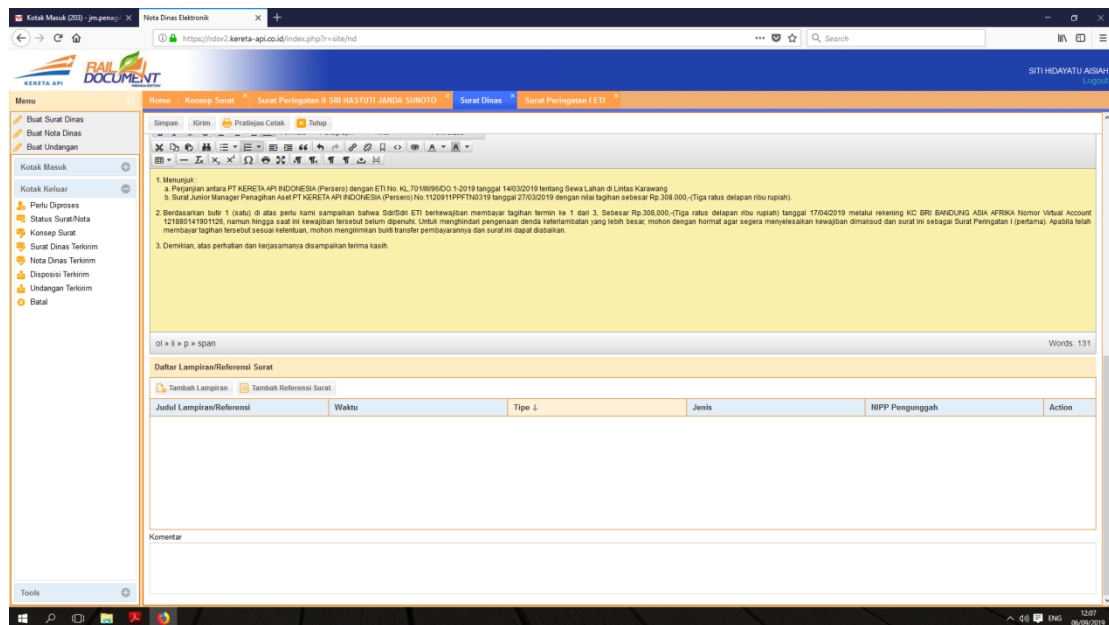 Kotak Masuk (203) - jm.penagi
Nota Dinas Elektronik
https://rdsv2.kereta-api.co.id/index.php?r=site/nd
Search
KERETA API
RAIL DOCUMENT
SITI HIDAYATU AISIAH
Logout
Menu
Home
Konsep Surat
Surat Peringatan II SRI HASTUTI JANDA SUNOTO
Surat Dinas
Surat Peringatan I ETI
Buat Surat Dinas
Buat Nota Dinas
Buat Undangan
Kotak Masuk
Kotak Keluar
Perlu Diproses
Status Surat/Nota
Konsep Surat
Surat Dinas Terkirim
Nota Dinas Terkirim
Disposisi Terkirim
Undangan Terkirim
Batal
Tools
Simpan
Kirim
Pratinjau Cetak
Tutup
1. Menunjuk :
a. Perjanjian antara PT KERETA API INDONESIA (Persero) dengan ETI No. KL.701/III/96/DO.1-2019 tanggal 14/03/2019 tentang Sewa Lahan di Lintas Karawang
b. Surat Junior Manager Penagihan Aset PT KERETA API INDONESIA (Persero) No.1120911PPFTN0319 tanggal 27/03/2019 dengan nilai tagihan sebesar Rp.308.000,-(Tiga ratus delapan ribu rupiah).
2. Berdasarkan butir 1 (satu) di atas perlu kami sampaikan bahwa Sdr/Sdri ETI berkewajiban membayar tagihan termin ke 1 dari 3, Sebesar Rp.308.000,-(Tiga ratus delapan ribu rupiah) tanggal 17/04/2019 melalui rekening KC BRI BANDUNG ASIA AFRIKA Nomor Virtual Account
121880141901126, namun hingga saat ini kewajiban tersebut belum dipenuhi. Untuk menghindari pengenaan denda keterlambatan yang lebih besar, mohon dengan hormat agar segera menyelesaikan kewajiban dimaksud dan surat ini sebagai Surat Peringatan I (pertama). Apabila telah
membayar tagihan tersebut sesuai ketentuan, mohon mengirimkan bukti transfer pembayarannya dan surat ini dapat diabaikan.
3. Demikian, atas perhatian dan kerjasamanya disampaikan terima kasih.
ol » li » p » span
Words: 131
Daftar Lampiran/Referensi Surat
Tambah Lampiran
Tambah Referensi Surat
Judul Lampiran/Referensi
Waktu
Tipe
Jenis
NIPP Pengunggah
Action
Komentar
ENG
12:07
06/09/2019